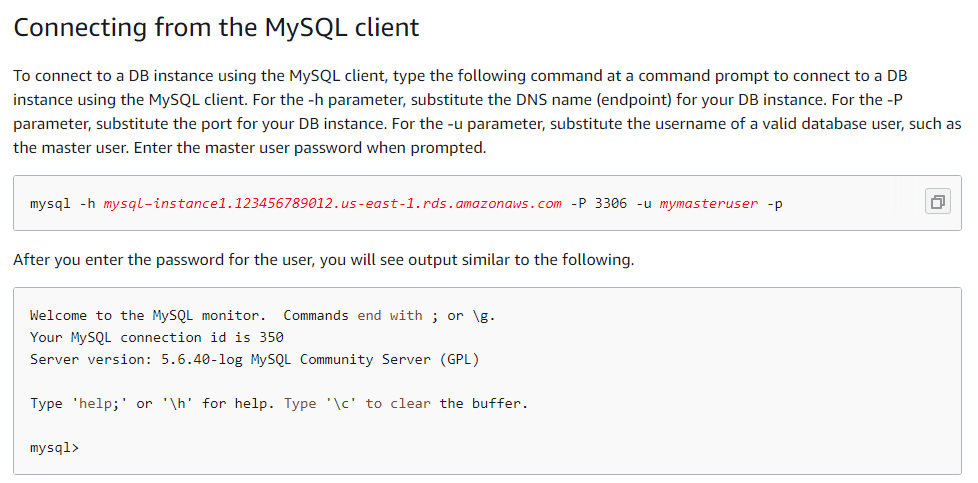 Connecting from the MySQL client
To connect to a DB instance using the MySQL client, type the following command at a command prompt to connect to a DB
instance using the MySQL client. For the -h parameter, substitute the DNS name (endpoint) for your DB instance. For the -P
parameter, substitute the port for your DB instance. For the -u parameter, substitute the username of a valid database user, such as
the master user. Enter the master user password when prompted.
mysql -h mysql–instance1.123456789012.us-east-1.rds.amazonaws.com -P 3306 -u mymasteruser -p
After you enter the password for the user, you will see output similar to the following.
Welcome to the MySQL monitor.  Commands end with ; or \g.
Your MySQL connection id is 350
Server version: 5.6.40-log MySQL Community Server (GPL)
Type 'help;' or '\h' for help. Type '\c' to clear the buffer.
mysql>